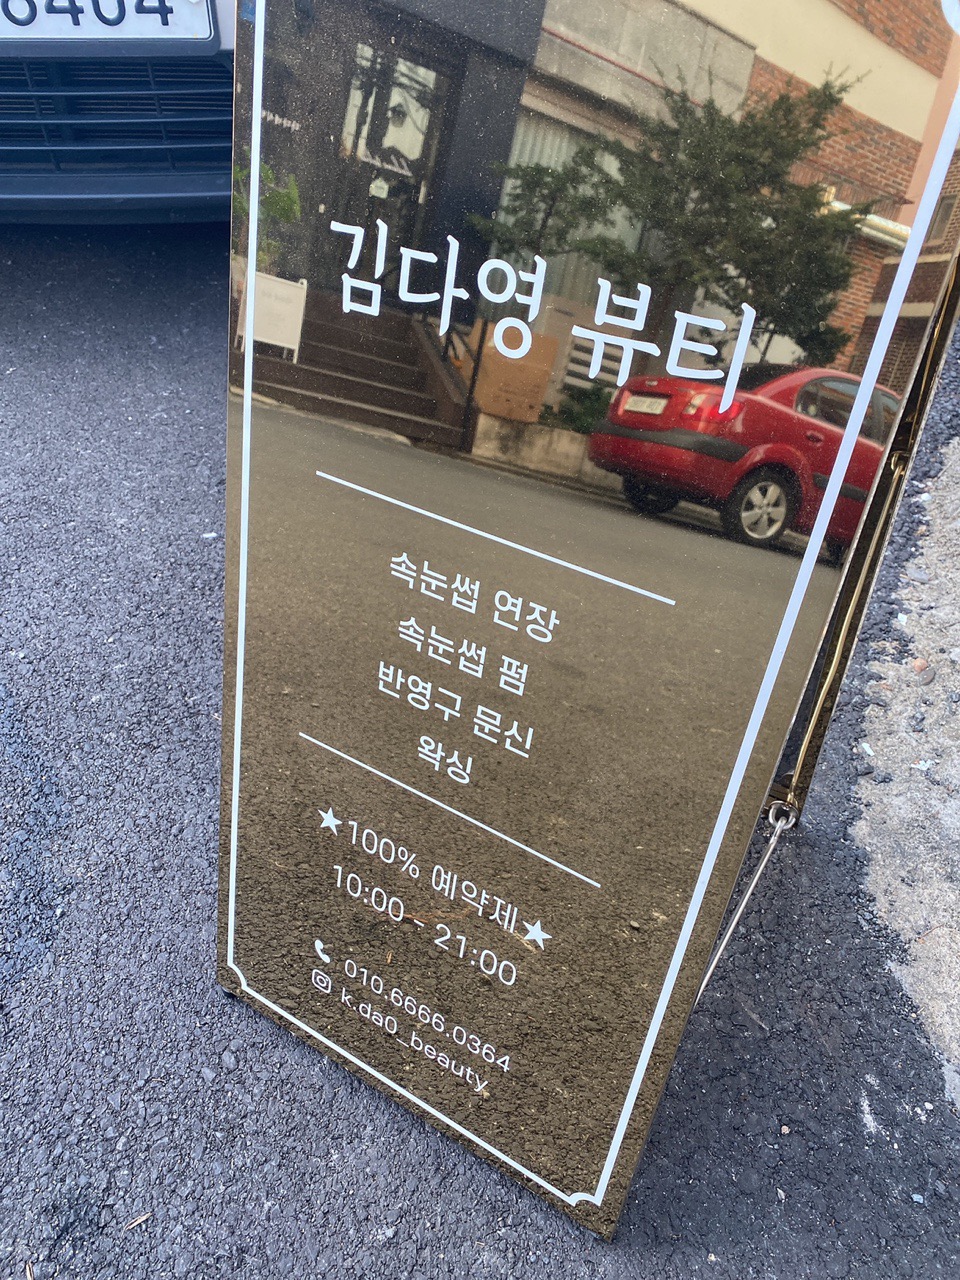 6404
김다영 뷰티
속눈썹 연장
속눈썹 펌
반영구 문신
왁싱
★100% 예약제★
10:00 - 21:00
010.6666.0364
k.da0_beauty